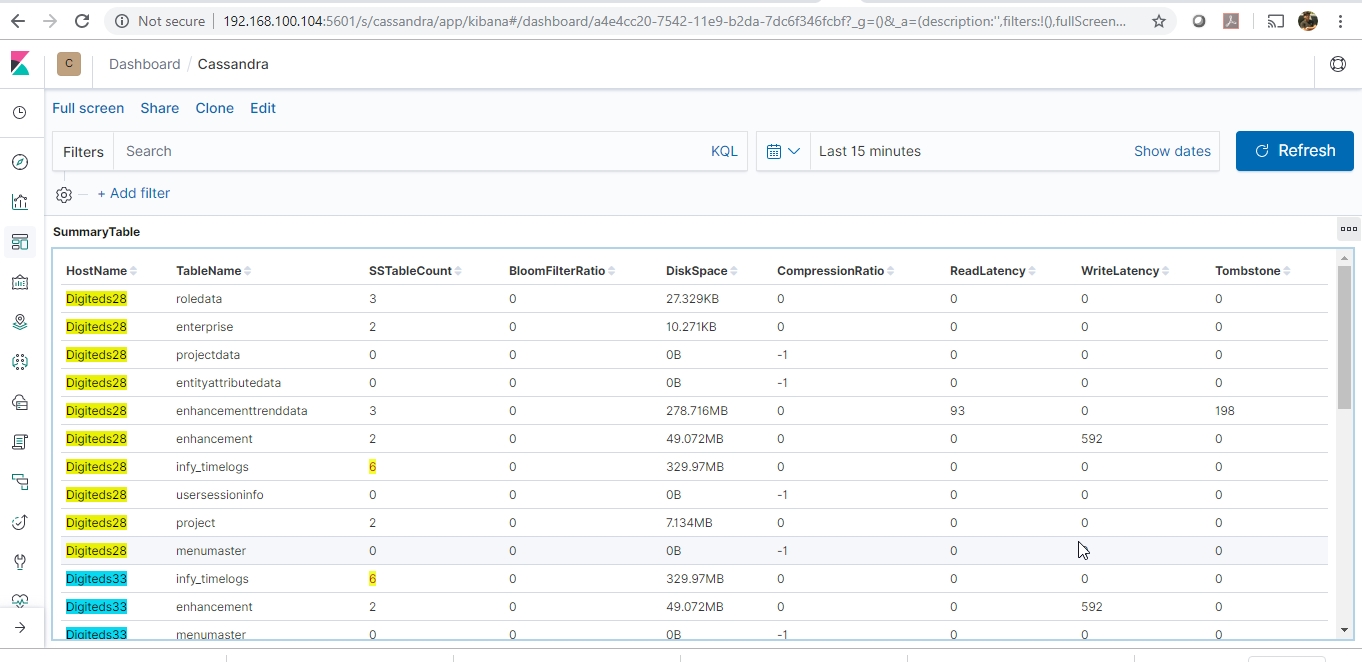 Not secure | 192.168.100.104:5601/s/cassandra/app/kibana#/dashboard/a4e4cc20-7542-11e9-b2da-7dc6f346fcbf?_g=()&_a=(description:'',filters:!(),fullScreen...
C Dashboard / Cassandra
Full screen Share Clone Edit
Filters Search KQL Last 15 minutes Show dates Refresh
+ Add filter
SummaryTable
HostName TableName SSTableCount BloomFilterRatio DiskSpace CompressionRatio ReadLatency WriteLatency Tombstone
Digiteds28 roledata 3 0 27.329KB 0 0 0 0
Digiteds28 enterprise 2 0 10.271KB 0 0 0 0
Digiteds28 projectdata 0 0 0B -1 0 0 0
Digiteds28 entityattributedata 0 0 0B -1 0 0 0
Digiteds28 enhancementtrenddata 3 0 278.716MB 0 93 0 198
Digiteds28 enhancement 2 0 49.072MB 0 0 592 0
Digiteds28 infy_timelogs 6 0 329.97MB 0 0 0 0
Digiteds28 usersessioninfo 0 0 0B -1 0 0 0
Digiteds28 project 2 0 7.134MB 0 0 0 0
Digiteds28 menumaster 0 0 0B -1 0 0
Digiteds33 infy_timelogs 6 0 329.97MB 0 0 0 0
Digiteds33 enhancement 2 0 49.072MB 0 0 592 0
Digiteds33 menumaster 0 0 0B -1 0 0 0